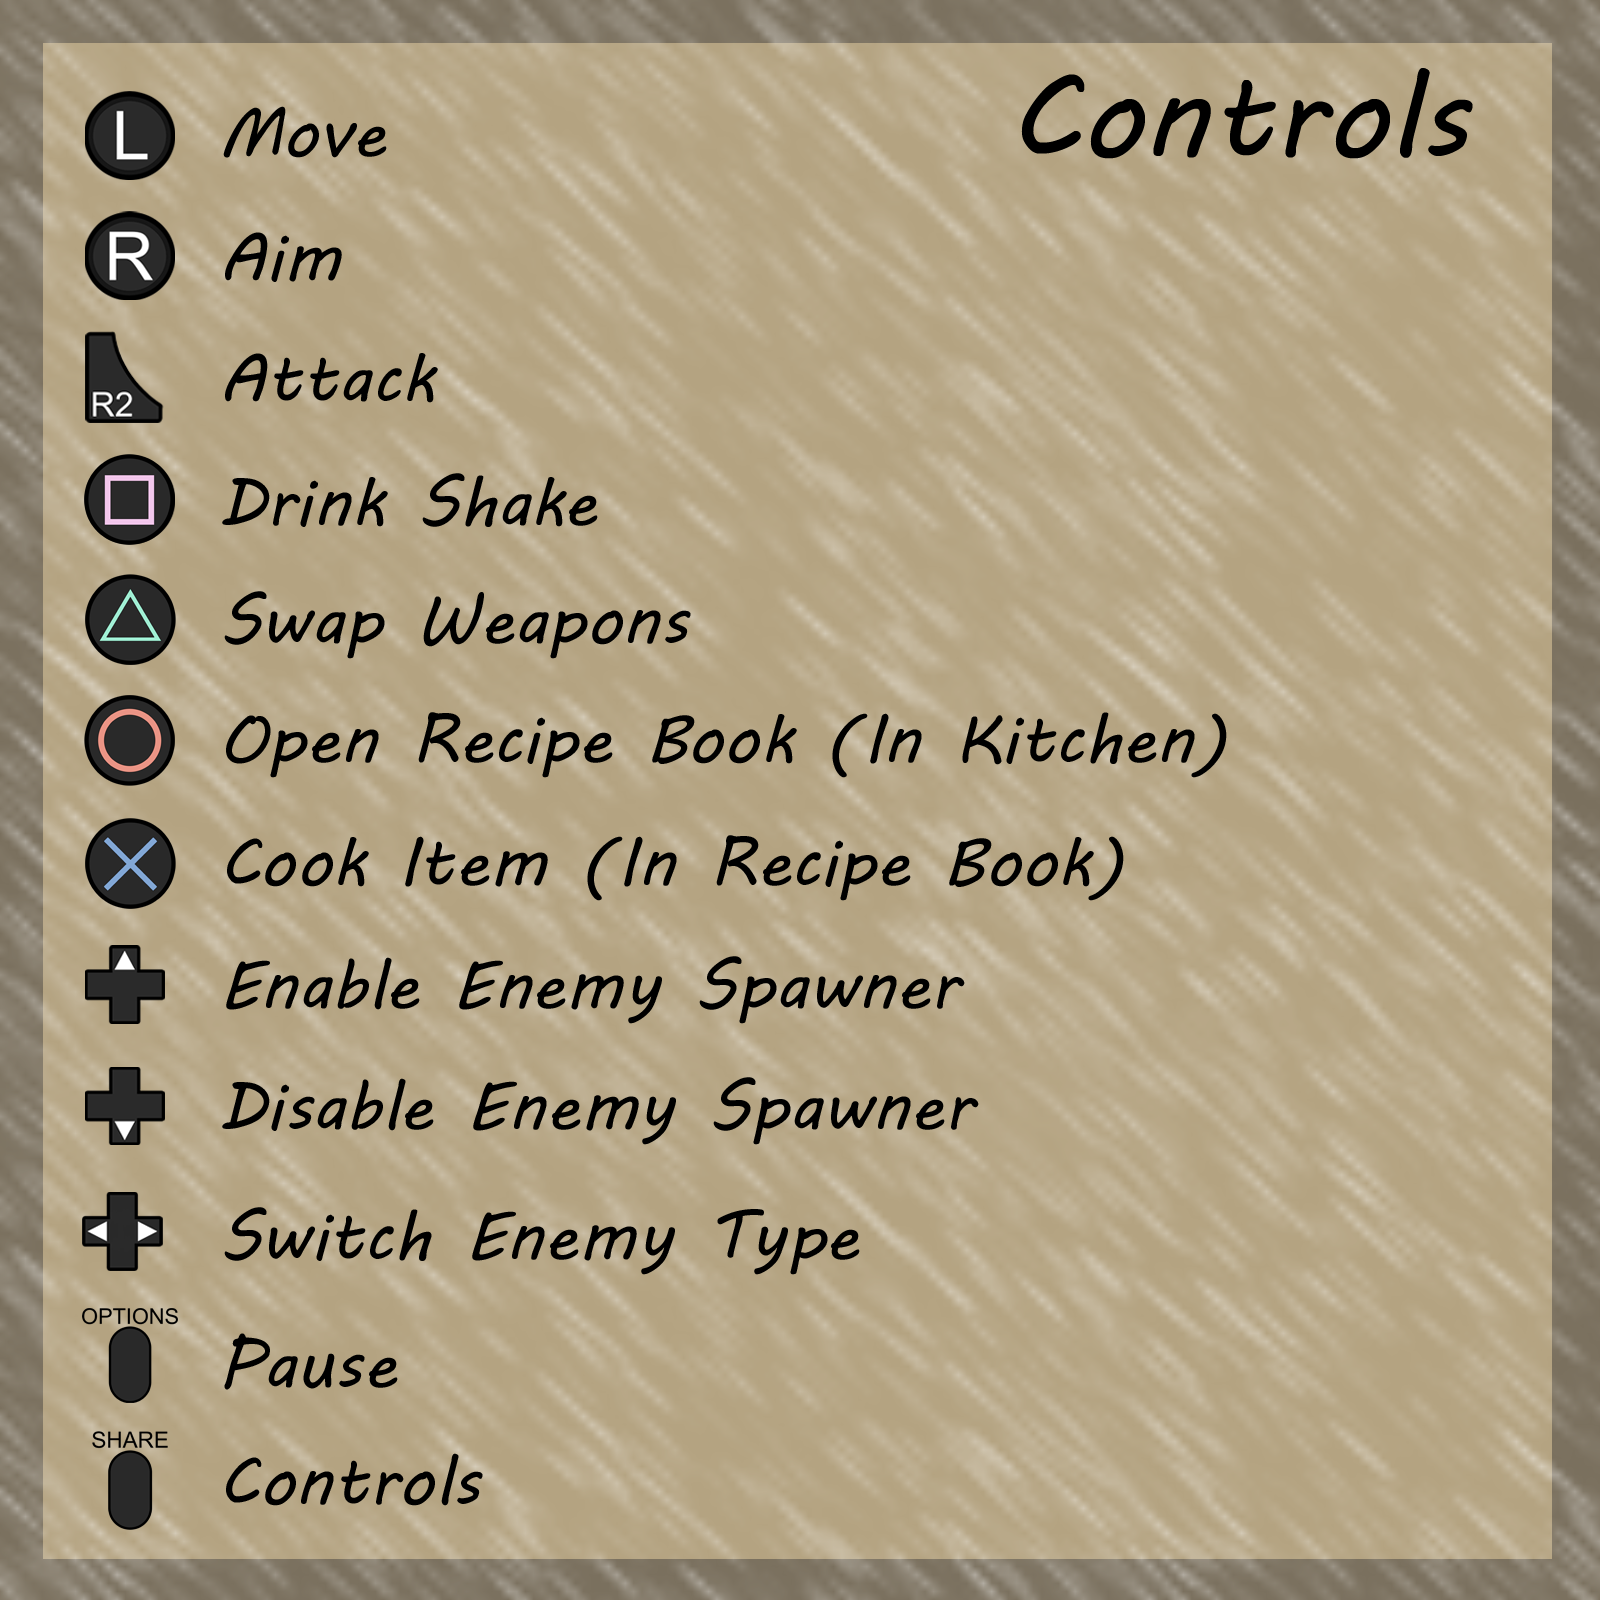 Controls
L Move
R Aim
R2 Attack
Drink Shake
Swap Weapons
Open Recipe Book (In Kitchen)
Cook Item (In Recipe Book)
Enable Enemy Spawner
Disable Enemy Spawner
Switch Enemy Type
OPTIONS
Pause
SHARE
Controls